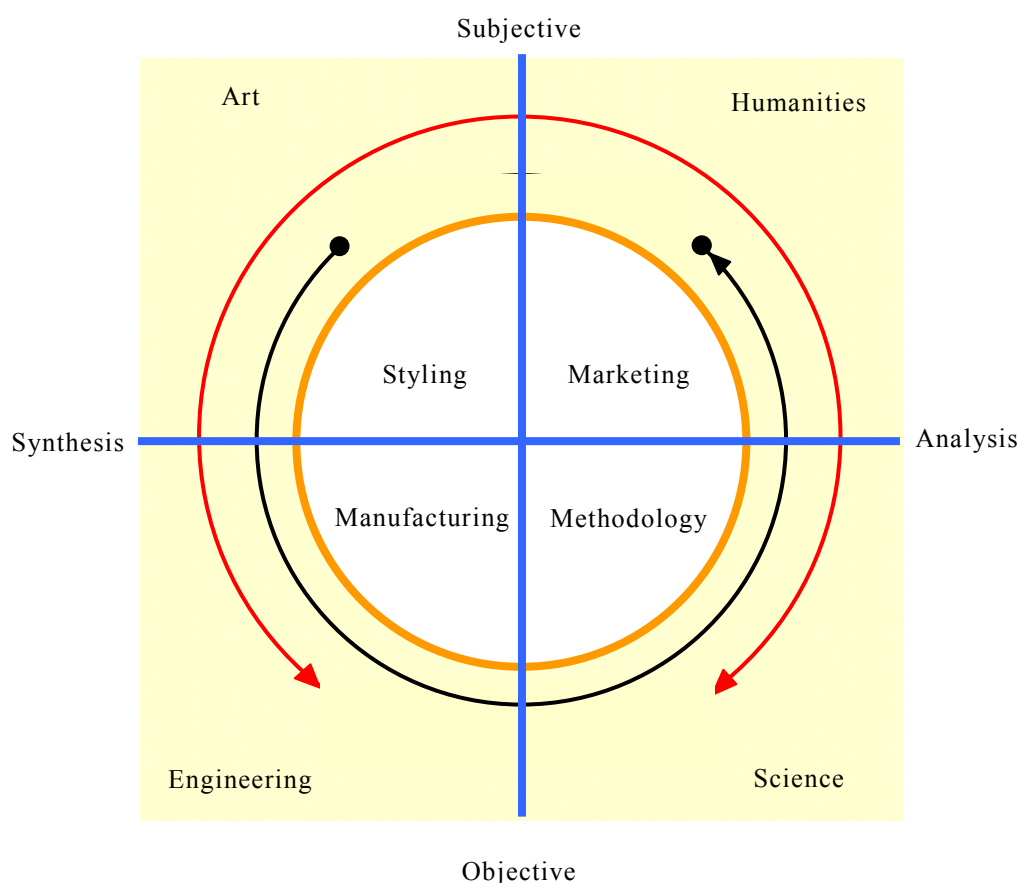 Subjective
Art
Humanities
Styling
Marketing
Synthesis
Analysis
Manufacturing
Methodology
Engineering
Science
Objective